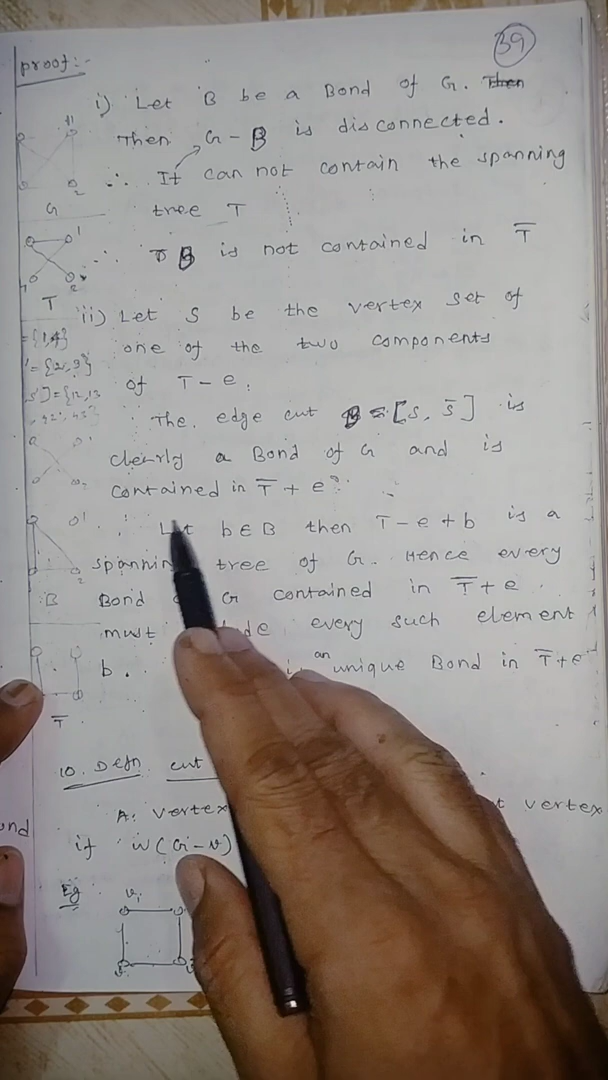 39
proof:-
i) Let B be a Bond of G. Then
Then G - B is disconnected.
∴ It can not contain the spanning
tree T
G
∴ B is not contained in T̅
T
ii) Let S be the vertex set of
one of the two components
of T - e.
The edge cut B = [S, S̅] is
clearly a Bond of G and is
contained in T̅ + e.
Let b ∈ B then T - e + b is a
spanning tree of G. Hence every
B
Bond G contained in T̅ + e
must every such element
b. an unique Bond in T̅ + e
T̅
10. Defn cut
A vertex vertex
if w(G-v)
Eg
v₁